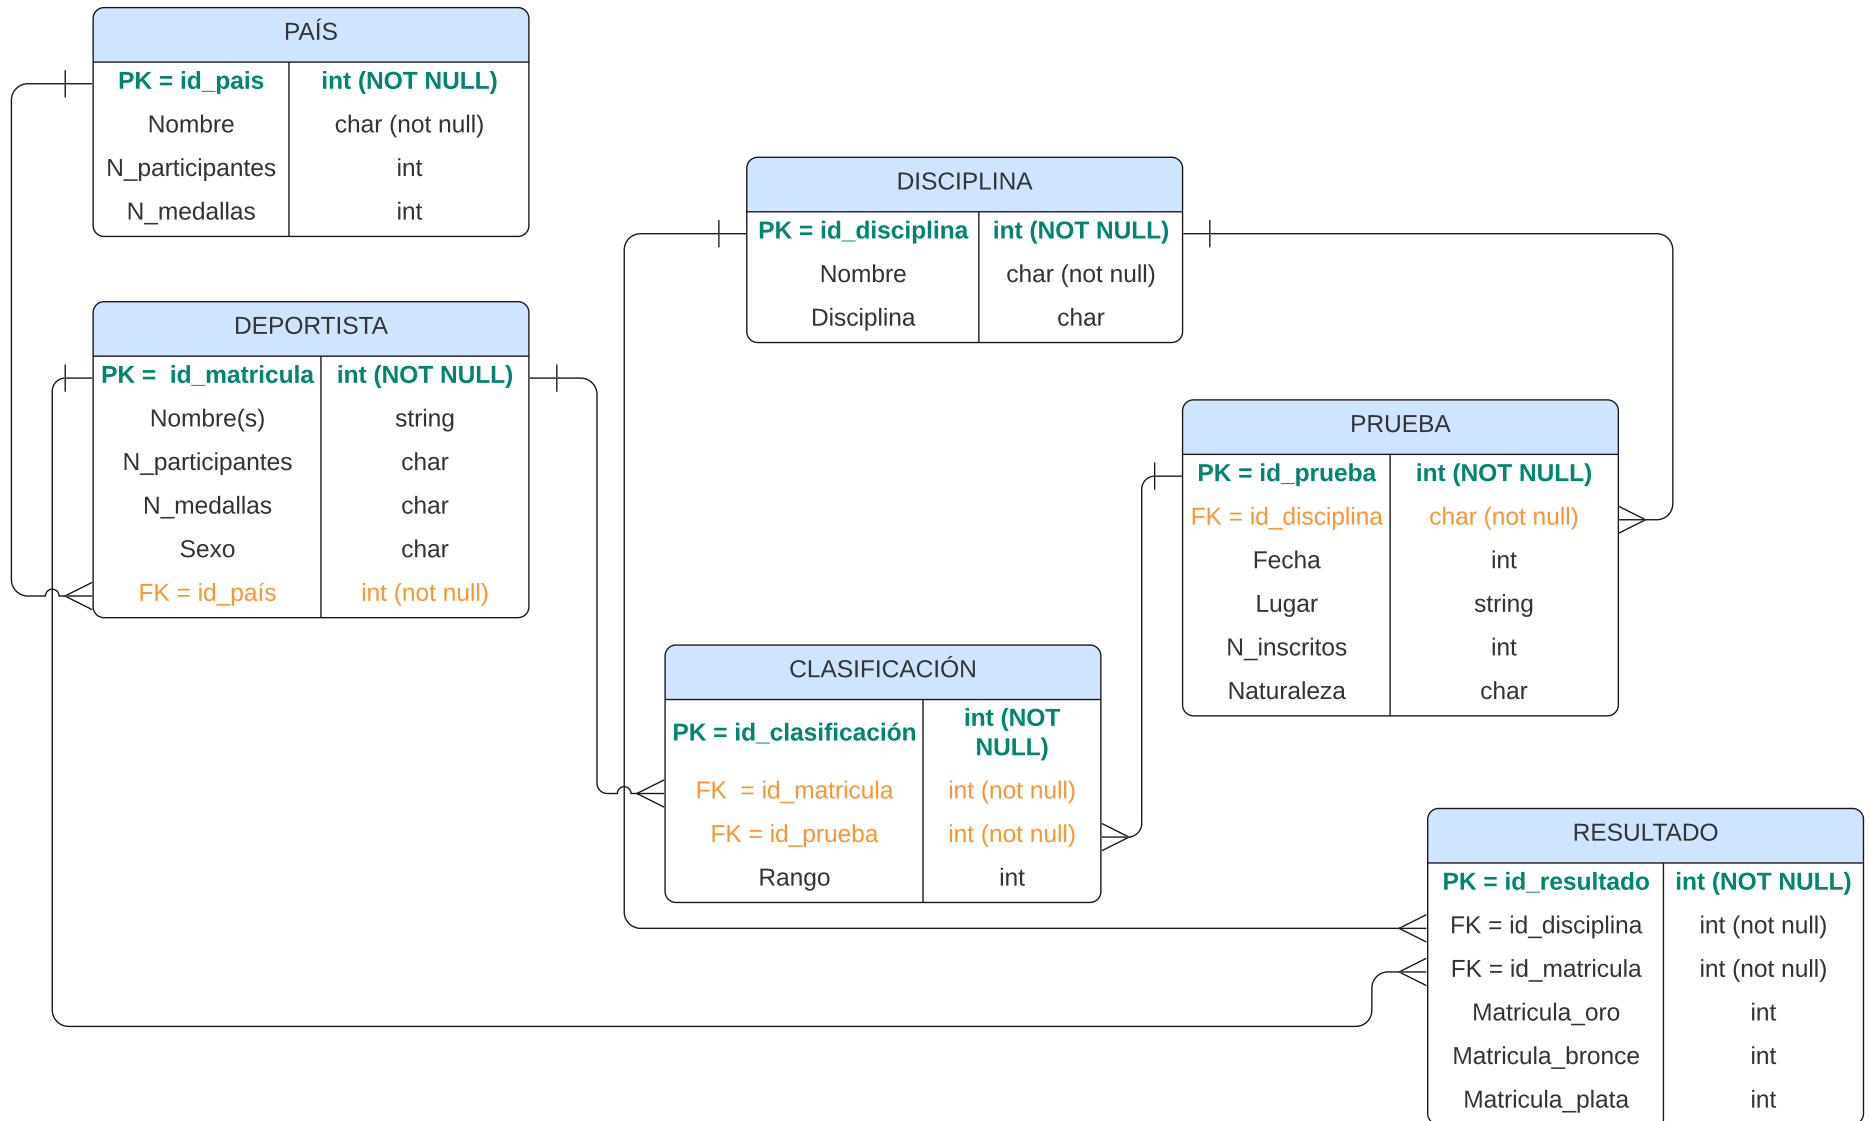 PAÍS
PK = id_pais int (NOT NULL)
Nombre char (not null)
N_participantes int
N_medallas int
DISCIPLINA
PK = id_disciplina int (NOT NULL)
Nombre char (not null)
Disciplina char
DEPORTISTA
PK =  id_matricula int (NOT NULL)
Nombre(s) string
N_participantes char
N_medallas char
Sexo char
FK = id_país int (not null)
PRUEBA
PK = id_prueba int (NOT NULL)
FK = id_disciplina char (not null)
Fecha int
Lugar string
N_inscritos int
Naturaleza char
CLASIFICACIÓN
PK = id_clasificación int (NOT
NULL)
FK  = id_matricula int (not null)
FK = id_prueba int (not null)
Rango int
RESULTADO
PK = id_resultado int (NOT NULL)
FK = id_disciplina int (not null)
FK = id_matricula int (not null)
Matricula_oro int
Matricula_bronce int
Matricula_plata int